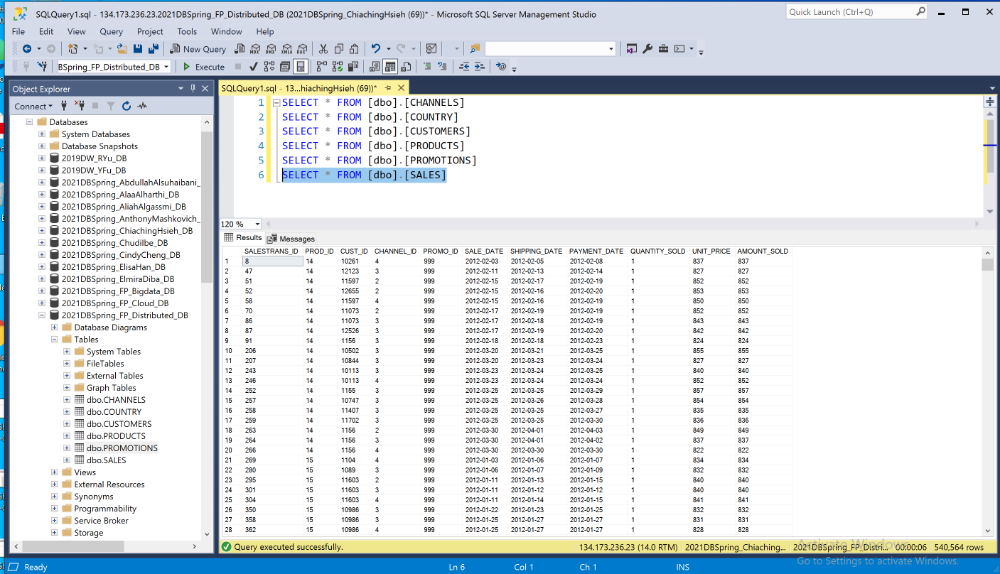 SQLQuery1.sql - 134.173.236.23.2021DBSpring_FP_Distributed_DB (2021DBSpring_ChiachingHsieh (69))* - Microsoft SQL Server Management Studio
Quick Launch (Ctrl+Q)
File Edit View Query Project Tools Window Help
New Query MDX DMX XMLA DAX
BSpring_FP_Distributed_DB Execute
Object Explorer
Connect
Databases
System Databases
Database Snapshots
2019DW_RYu_DB
2019DW_YFu_DB
2021DBSpring_AbdullahAlsuhaibani_
2021DBSpring_AlaaAlharthi_DB
2021DBSpring_AliahAlgassmi_DB
2021DBSpring_AnthonyMashkovich_
2021DBSpring_ChiachingHsieh_DB
2021DBSpring_Chudilbe_DB
2021DBSpring_CindyCheng_DB
2021DBSpring_ElisaHan_DB
2021DBSpring_ElmiraDiba_DB
2021DBSpring_FP_Bigdata_DB
2021DBSpring_FP_Cloud_DB
2021DBSpring_FP_Distributed_DB
Database Diagrams
Tables
System Tables
FileTables
External Tables
Graph Tables
dbo.CHANNELS
dbo.COUNTRY
dbo.CUSTOMERS
dbo.PRODUCTS
dbo.PROMOTIONS
dbo.SALES
Views
External Resources
Synonyms
Programmability
Service Broker
Storage
SQLQuery1.sql - 13...hiachingHsieh (69))*
1 SELECT * FROM [dbo].[CHANNELS]
2 SELECT * FROM [dbo].[COUNTRY]
3 SELECT * FROM [dbo].[CUSTOMERS]
4 SELECT * FROM [dbo].[PRODUCTS]
5 SELECT * FROM [dbo].[PROMOTIONS]
6 SELECT * FROM [dbo].[SALES]
120 %
Results Messages
SALESTRANS_ID PROD_ID CUST_ID CHANNEL_ID PROMO_ID SALE_DATE SHIPPING_DATE PAYMENT_DATE QUANTITY_SOLD UNIT_PRICE AMOUNT_SOLD
1 8 14 10261 4 999 2012-02-03 2012-02-05 2012-02-08 1 837 837
2 47 14 12123 3 999 2012-02-11 2012-02-13 2012-02-14 1 827 827
3 51 14 11597 2 999 2012-02-15 2012-02-17 2012-02-19 1 852 852
4 52 14 12655 2 999 2012-02-15 2012-02-16 2012-02-20 1 853 853
5 58 14 11597 4 999 2012-02-15 2012-02-16 2012-02-19 1 850 850
6 70 14 11073 2 999 2012-02-17 2012-02-19 2012-02-19 1 852 852
7 86 14 11073 3 999 2012-02-17 2012-02-18 2012-02-19 1 843 843
8 87 14 12526 3 999 2012-02-17 2012-02-19 2012-02-20 1 842 842
9 91 14 1156 3 999 2012-02-18 2012-02-18 2012-02-23 1 824 824
10 206 14 10502 3 999 2012-03-20 2012-03-21 2012-03-25 1 855 855
11 207 14 10844 3 999 2012-03-20 2012-03-23 2012-03-24 1 827 827
12 243 14 10113 3 999 2012-03-23 2012-03-24 2012-03-25 1 840 840
13 246 14 10113 4 999 2012-03-23 2012-03-24 2012-03-24 1 852 852
14 252 14 1155 3 999 2012-03-25 2012-03-25 2012-03-29 1 857 857
15 257 14 10747 3 999 2012-03-25 2012-03-26 2012-03-28 1 854 854
16 258 14 11407 3 999 2012-03-25 2012-03-25 2012-03-27 1 835 835
17 259 14 11702 3 999 2012-03-25 2012-03-25 2012-03-30 1 836 836
18 263 14 1156 2 999 2012-03-30 2012-04-01 2012-04-03 1 849 849
19 264 14 1156 3 999 2012-03-30 2012-04-01 2012-04-02 1 837 837
20 266 14 1156 4 999 2012-03-30 2012-03-30 2012-03-30 1 822 822
21 269 15 1104 4 999 2012-01-03 2012-01-06 2012-01-07 1 834 834
22 280 15 1089 3 999 2012-01-06 2012-01-07 2012-01-09 1 832 832
23 295 15 11603 2 999 2012-01-11 2012-01-13 2012-01-15 1 840 840
24 301 15 11603 3 999 2012-01-11 2012-01-12 2012-01-12 1 840 840
25 304 15 11603 4 999 2012-01-11 2012-01-14 2012-01-15 1 841 841
26 350 15 10986 3 999 2012-01-22 2012-01-23 2012-01-25 1 832 832
27 358 15 10986 3 999 2012-01-25 2012-01-27 2012-01-27 1 831 831
28 362 15 10986 4 999 2012-01-25 2012-01-27 2012-01-27 1 828 828
Query executed successfully. 134.173.236.23 (14.0 RTM) 2021DBSpring_Chiaching... 2021DBSpring_FP_Distri... 00:00:06 540,564 rows
Activate Windows
Go to Settings to activate Windows.
Ready Ln 6 Col 1 Ch 1 INS